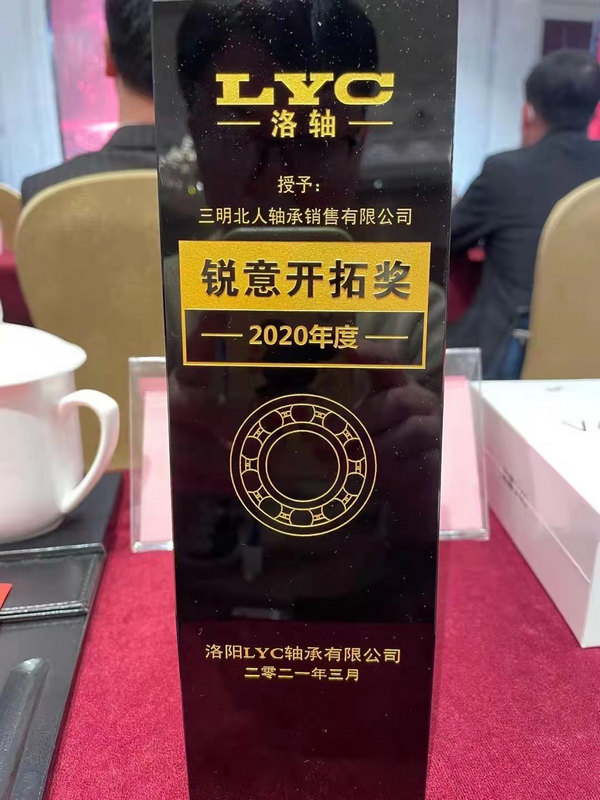 LYC
洛轴
授予：
三明北人轴承销售有限公司
锐意开拓奖
2020年度
洛阳LYC轴承有限公司
二零二一年三月